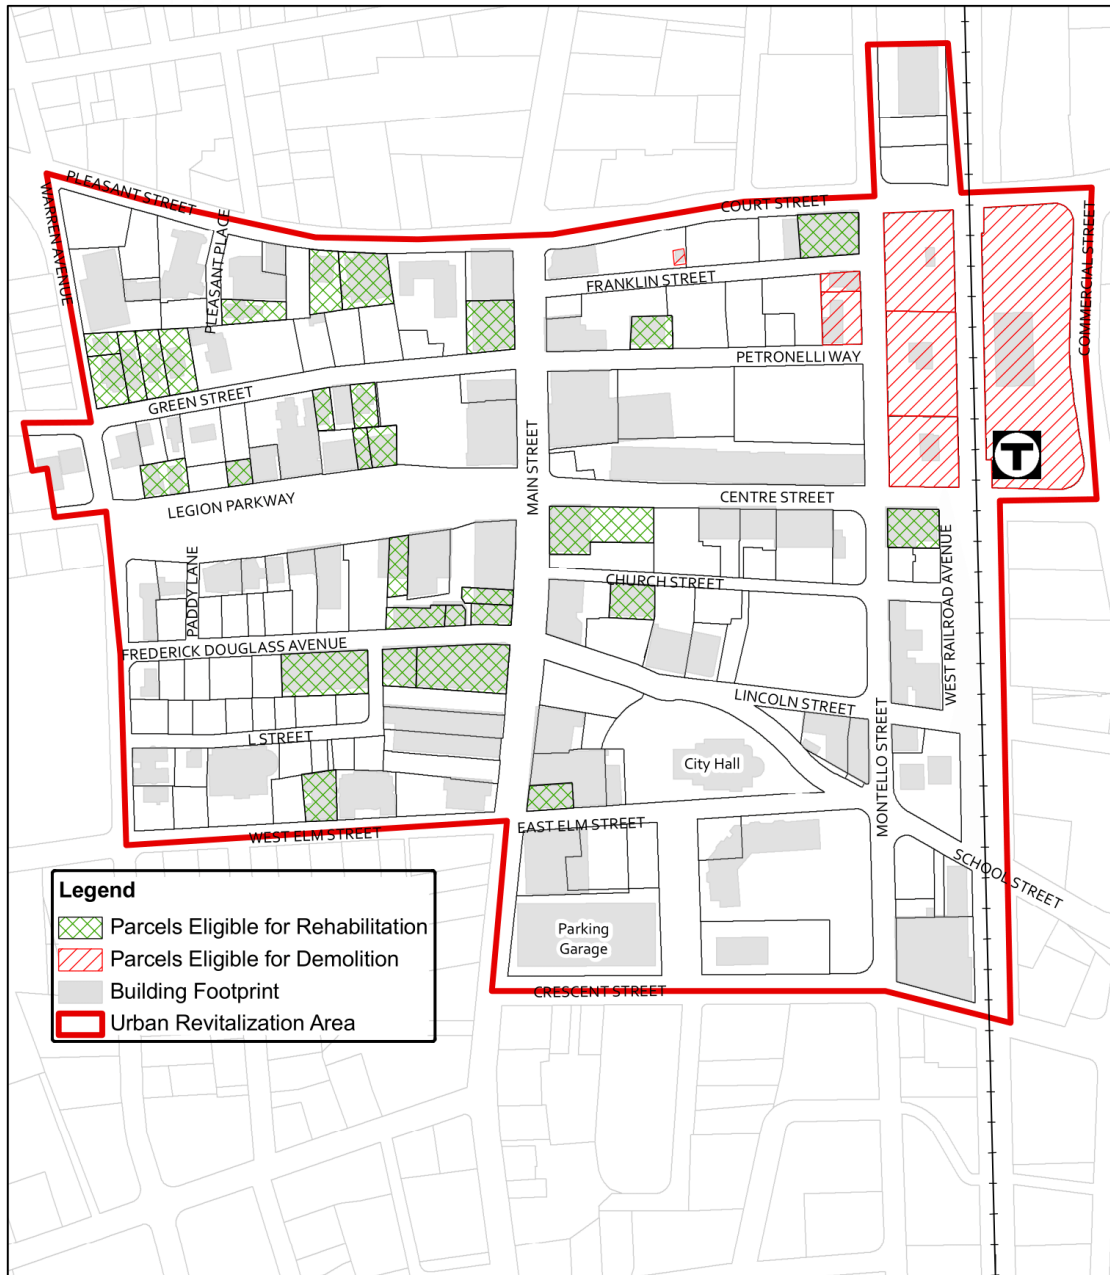 PLEASANT STREET
WARREN AVENUE
PLEASANT PLACE
COURT STREET
COMMERCIAL STREET
FRANKLIN STREET
PETRONELLI WAY
GREEN STREET
MAIN STREET
T
LEGION PARKWAY
CENTRE STREET
PADDY LANE
CHURCH STREET
WEST RAILROAD AVENUE
FREDERICK DOUGLASS AVENUE
LINCOLN STREET
L STREET
City Hall
MONTELLO STREET
EAST ELM STREET
WEST ELM STREET
SCHOOL STREET
Legend
Parcels Eligible for Rehabilitation
Parcels Eligible for Demolition
Building Footprint
Urban Revitalization Area
Parking
Garage
CRESCENT STREET